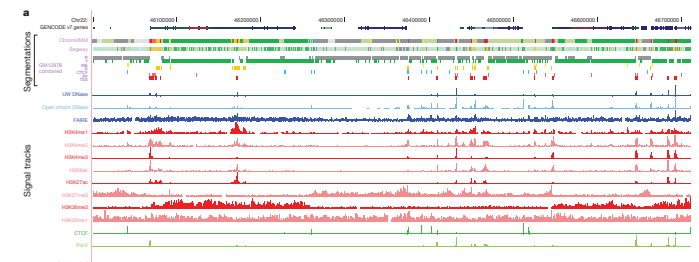 a
Chr22: 46100000 46200000 46300000 46400000 46500000 46600000 46700000
GENCODE v7 genes
ChromHMM
Segway
GM12878
combined
CTCF
Segmentations
UW DNase
Open chrom DNase
FAIRE
H3K4me1
H3K4me2
H3K4me3
H3K9ac
H3K27ac
H3K27me3
H3K36me3
H4K20me1
CTCF
Pol II
Signal tracks